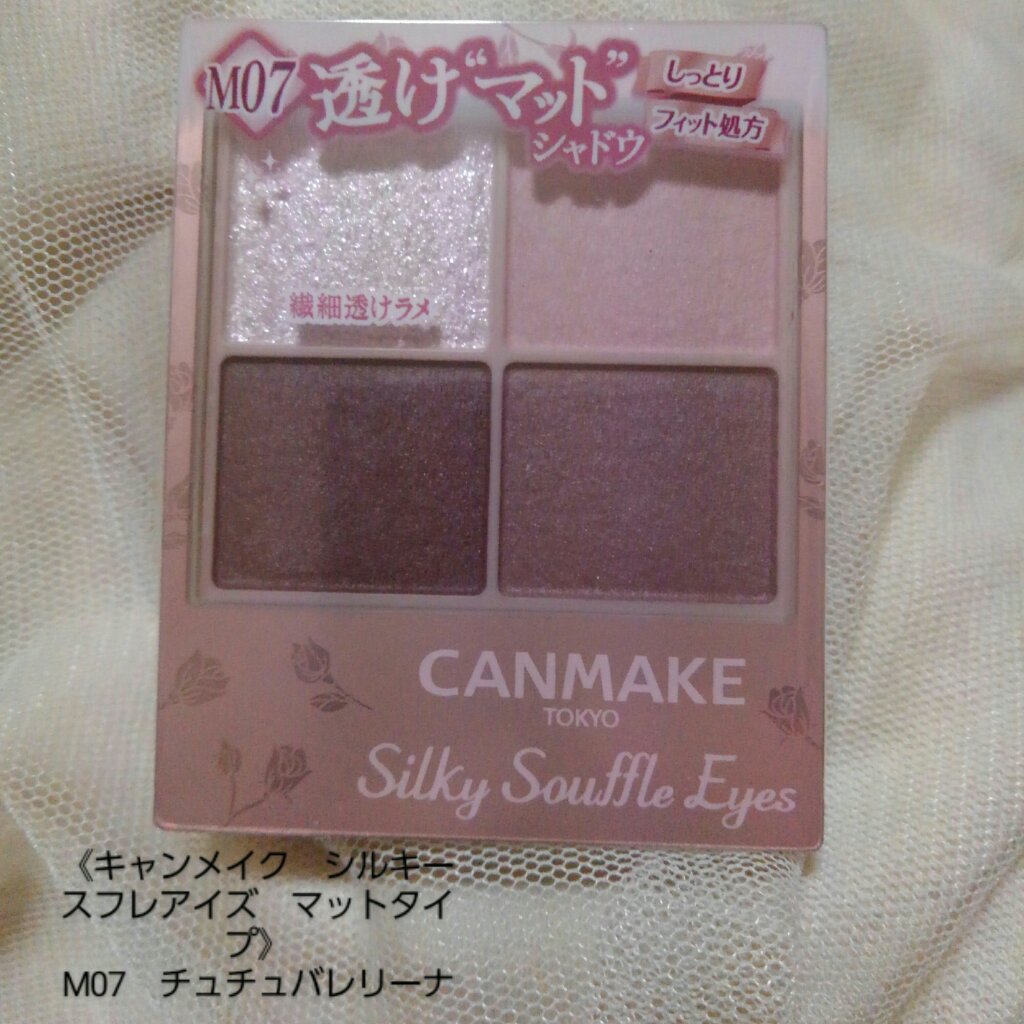 M07 透け“マット”
シャドウ
しっとり
フィット処方
繊細透けラメ
CANMAKE
TOKYO
Silky Souffle Eyes
《キャンメイク　シルキー
スフレアイズ　マットタイ
プ》
M07　チュチュバレリーナ